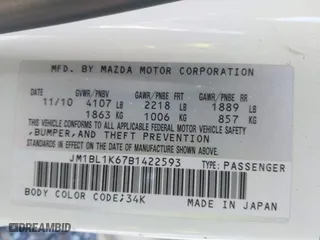 MFD. BY MAZDA MOTOR CORPORATION
GVWR/PNBV GAWR/PNBE FRT GAWR/PNBE RR
11/10 4107 LB 2218 LB 1889 LB
1863 KG 1006 KG 857 KG
THIS VEHICLE CONFORMS TO ALL APPLICABLE
FEDERAL MOTOR VEHICLE SAFETY,
BUMPER, AND THEFT PREVENTION
STANDARDS IN EFFECT ON THE DATE OF
MANUFACTURE SHOWN ABOVE.
JM1BL1K67B1422593 TYPE: PASSENGER
BODY COLOR CODE: 34K MADE IN JAPAN
DREAMBID